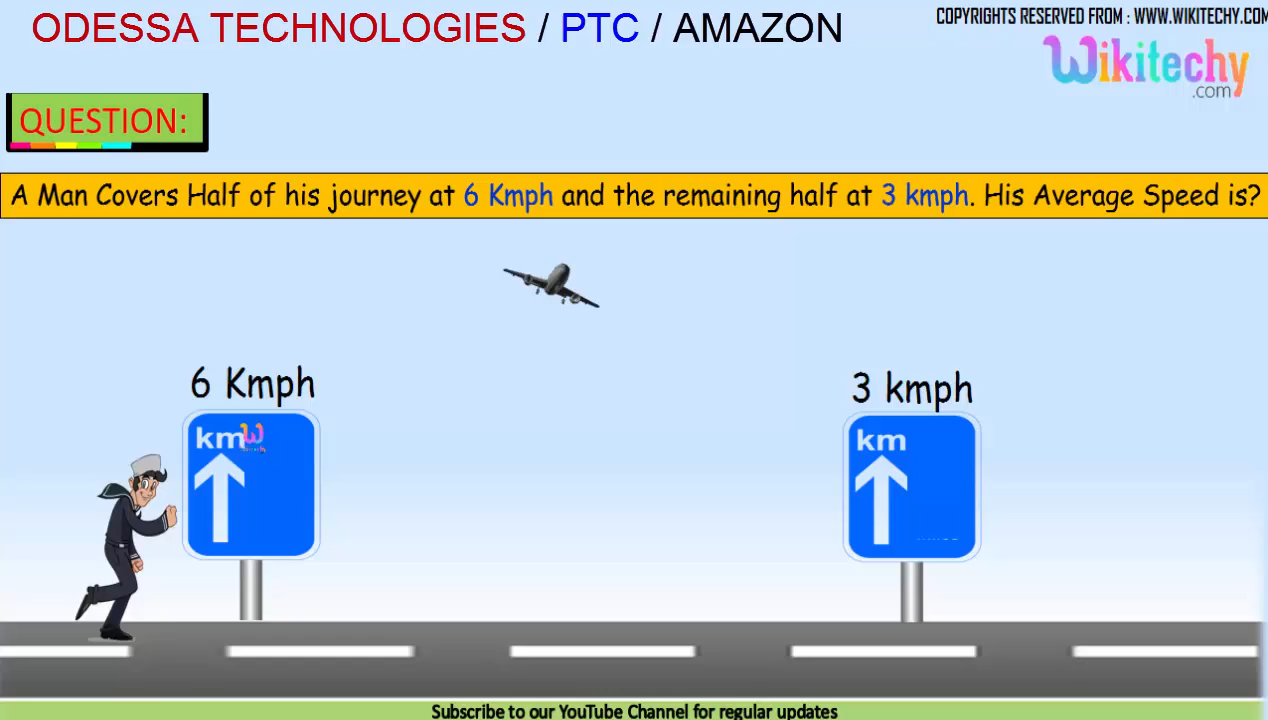 ODESSA TECHNOLOGIES / PTC / AMAZON
COPYRIGHTS RESERVED FROM : WWW.WIKITECHY.COM
Wikitechy
.com
QUESTION:
A Man Covers Half of his journey at 6 Kmph and the remaining half at 3 kmph. His Average Speed is?
6 Kmph
3 kmph
km
km
Subscribe to our YouTube Channel for regular updates